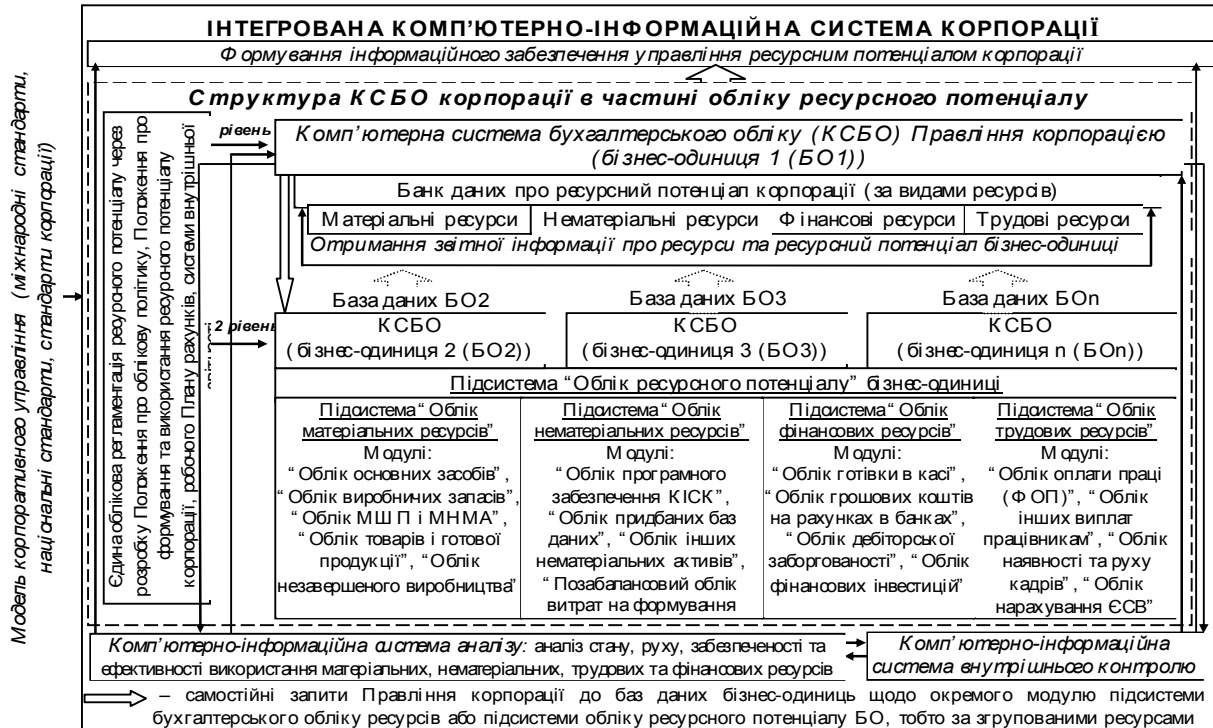 ІНТЕГРОВАНА КОМП’ЮТЕРНО-ІНФОРМАЦІЙНА СИСТЕМА КОРПОРАЦІЇ
Формування інформаційного забезпечення управління ресурсним потенціалом корпорації
Модель корпоративного управління (міжнародні стандарти,
національні стандарти, стандарти корпорації)
Структура КСБО корпорації в частині обліку ресурсного потенціалу
Єдина облікова регламентація ресурсного потенціалу через
розробку Положення про облікову політику, Положення про
формування та використання ресурсного потенціалу
корпорації, робочого Плану рахунків, системи внутрішньої
рівень
Комп’ютерна система бухгалтерського обліку (КСБО) Правління корпорацією
(бізнес-одиниця 1 (БО1))
Банк даних про ресурсний потенціал корпорації (за видами ресурсів)
Матеріальні ресурси Нематеріальні ресурси Фінансові ресурси Трудові ресурси
Отримання звітної інформації про ресурси та ресурсний потенціал бізнес-одиниці
База даних БО2 База даних БО3 База даних БОn
2 рівень
КСБО
(бізнес-одиниця 2 (БО2))
КСБО
(бізнес-одиниця 3 (БО3))
КСБО
(бізнес-одиниця n (БОn))
Підсистема “Облік ресурсного потенціалу” бізнес-одиниці
Підсистема “Облік
матеріальних ресурсів”
Модулі:
“Облік основних засобів”,
“Облік виробничих запасів”,
“Облік МШП і МНМА”,
“Облік товарів і готової
продукції”, “Облік
незавершеного виробництва”
Підсистема “Облік
нематеріальних ресурсів”
Модулі:
“Облік програмного
забезпечення КІСК”,
“Облік придбаних баз
даних”, “Облік інших
нематеріальних активів”,
“Позабалансовий облік
витрат на формування
Підсистема “Облік
фінансових ресурсів”
Модулі:
“Облік готівки в касі”,
“Облік грошових коштів
на рахунках в банках”,
“Облік дебіторської
заборгованості”, “Облік
фінансових інвестицій”
Підсистема “Облік
трудових ресурсів”
Модулі:
“Облік оплати праці
(ФОП)”, “Облік
інших виплат
працівникам”, “Облік
наявності та руху
кадрів”, “Облік
нарахування ЄСВ”
Комп’ютерно-інформаційна система аналізу: аналіз стану, руху, забезпеченості та
ефективності використання матеріальних, нематеріальних, трудових та фінансових ресурсів
Комп’ютерно-інформаційна
система внутрішнього контролю
– самостійні запити Правління корпорації до баз даних бізнес-одиниць щодо окремого модулю підсистеми
бухгалтерського обліку ресурсів або підсистеми обліку ресурсного потенціалу БО, тобто за згрупованими ресурсами